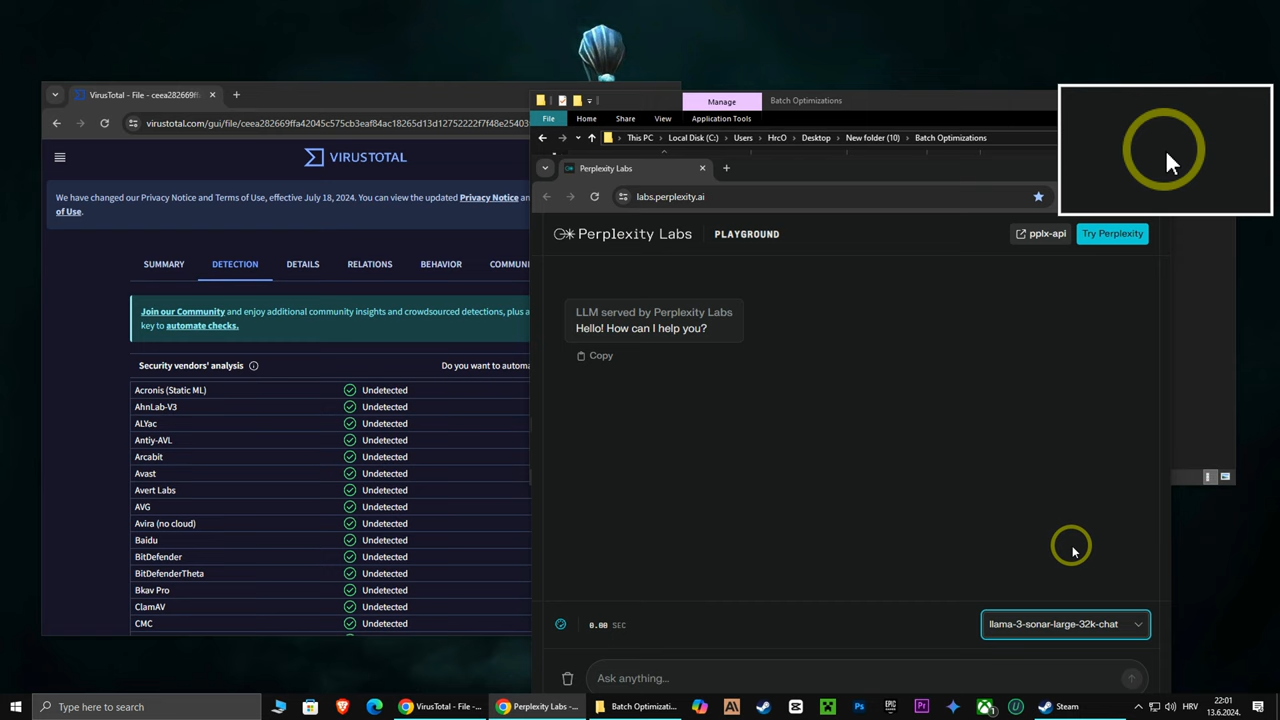 VirusTotal - File - ceea282669ff
virustotal.com/gui/file/ceea282669ffa42045c575cb3eaf84ac18265d13d12752222f7f48e25403
VIRUSTOTAL
We have changed our Privacy Notice and Terms of Use, effective July 18, 2024. You can view the updated Privacy Notice an
of Use.
SUMMARY
DETECTION
DETAILS
RELATIONS
BEHAVIOR
COMMUN
Join our Community and enjoy additional community insights and crowdsourced detections, plus a
key to automate checks.
Security vendors' analysis
Do you want to automa
Acronis (Static ML) Undetected
AhnLab-V3 Undetected
ALYac Undetected
Antiy-AVL Undetected
Arcabit Undetected
Avast Undetected
Avert Labs Undetected
AVG Undetected
Avira (no cloud) Undetected
Baidu Undetected
BitDefender Undetected
BitDefenderTheta Undetected
Bkav Pro Undetected
ClamAV Undetected
CMC Undetected
Manage
Batch Optimizations
File
Home
Share
View
Application Tools
This PC > Local Disk (C:) > Users > HrcO > Desktop > New folder (10) > Batch Optimizations
Perplexity Labs
labs.perplexity.ai
Perplexity Labs
PLAYGROUND
pplx-api
Try Perplexity
LLM served by Perplexity Labs
Hello! How can I help you?
Copy
0.00 SEC
llama-3-sonar-large-32k-chat
Ask anything...
Type here to search
VirusTotal - File -...
Perplexity Labs -...
Batch Optimizati...
Ai
Ps
EPIC
Pr
Steam
HRV
22:01
13.6.2024.